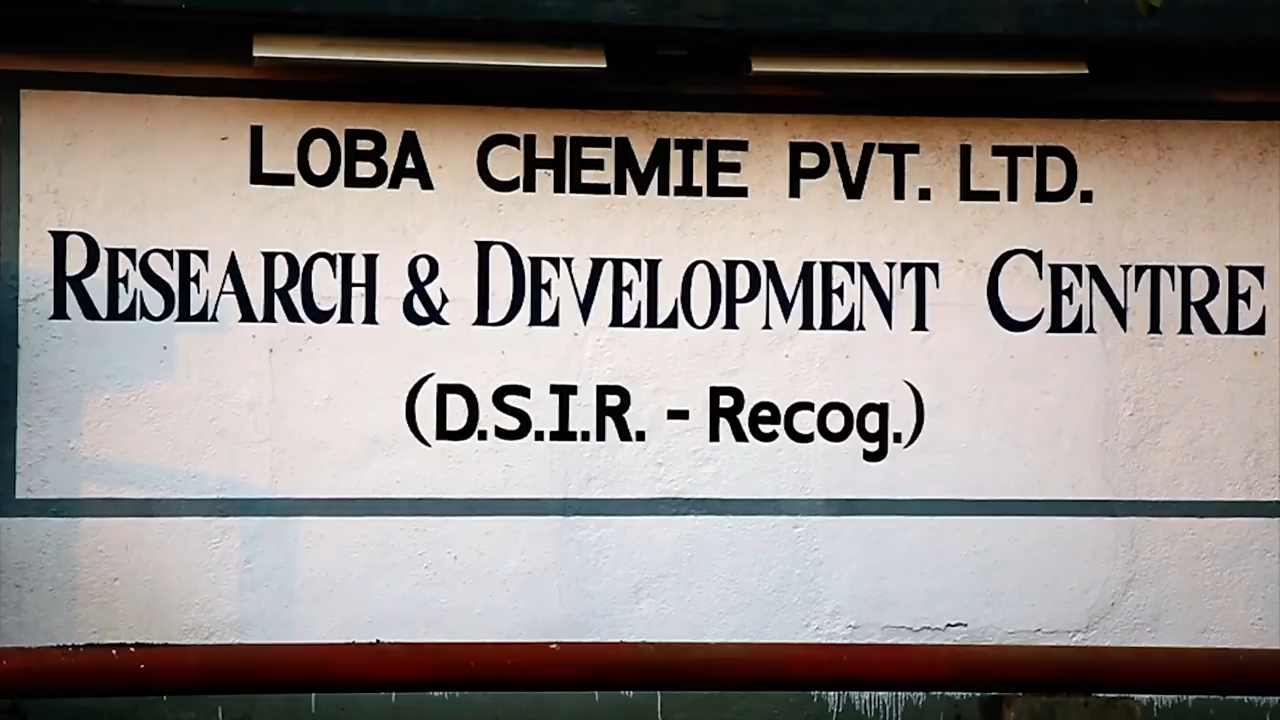 LOBA CHEMIE PVT. LTD.
RESEARCH & DEVELOPMENT CENTRE
(D.S.I.R. - Recog.)